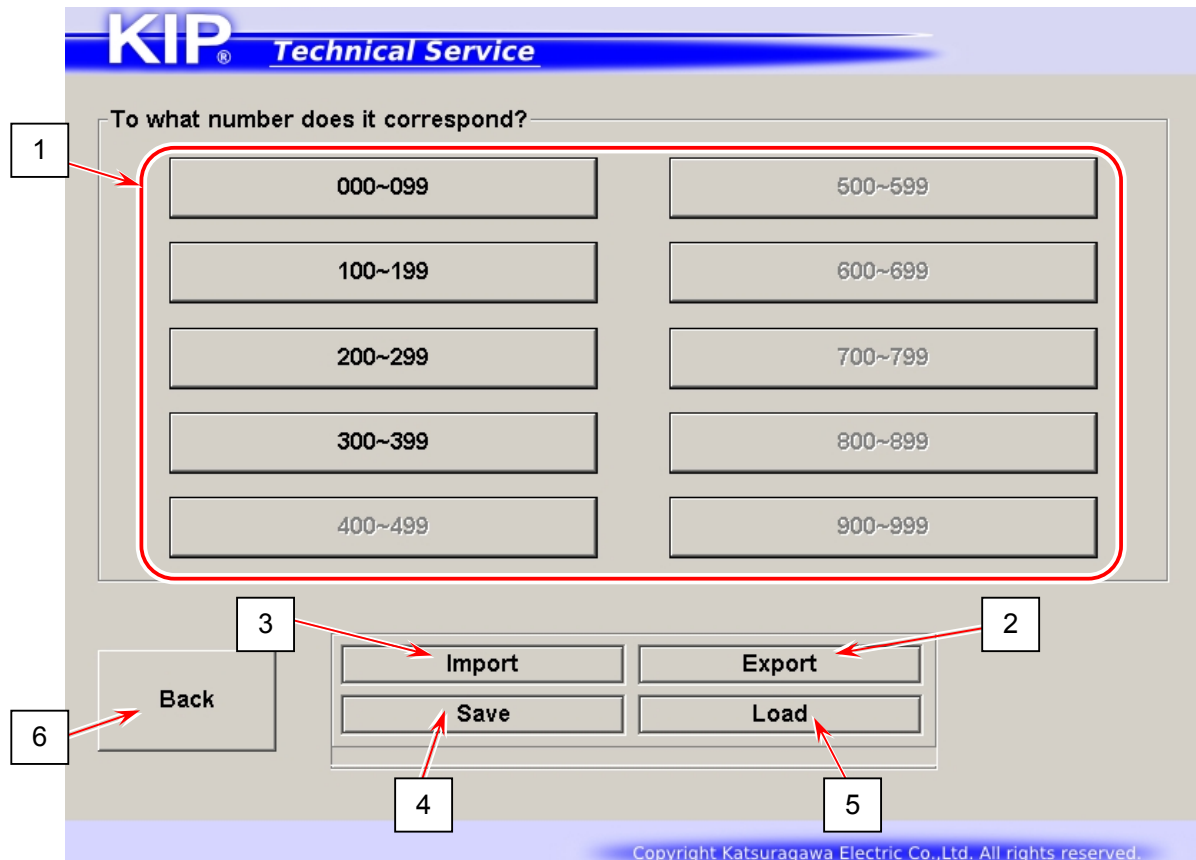 KIP® Technical Service
To what number does it correspond?
1
000~099 500~599
100~199 600~699
200~299 700~799
300~399 800~899
400~499 900~999
3 2
Import Export
Back
Save Load
6
4 5
Copyright Katsuragawa Electric Co.,Ltd. All rights reserved.